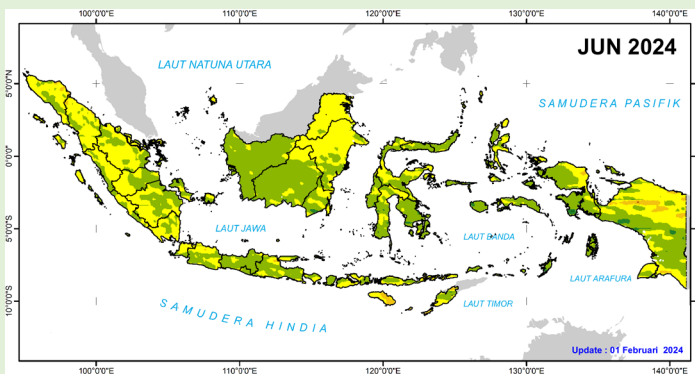 100°0'0"E 110°0'0"E 120°0'0"E 130°0'0"E 140°0'0"E
JUN 2024
LAUT NATUNA UTARA
5°0'0"N
SAMUDERA PASIFIK
0°0'0"
LAUT JAWA
5°0'0"S
LAUT BANDA
LAUT ARAFURA
10°0'0"S
LAUT TIMOR
SAMUDERA HINDIA
Update : 01 Februari 2024
100°0'0"E 110°0'0"E 120°0'0"E 130°0'0"E 140°0'0"E